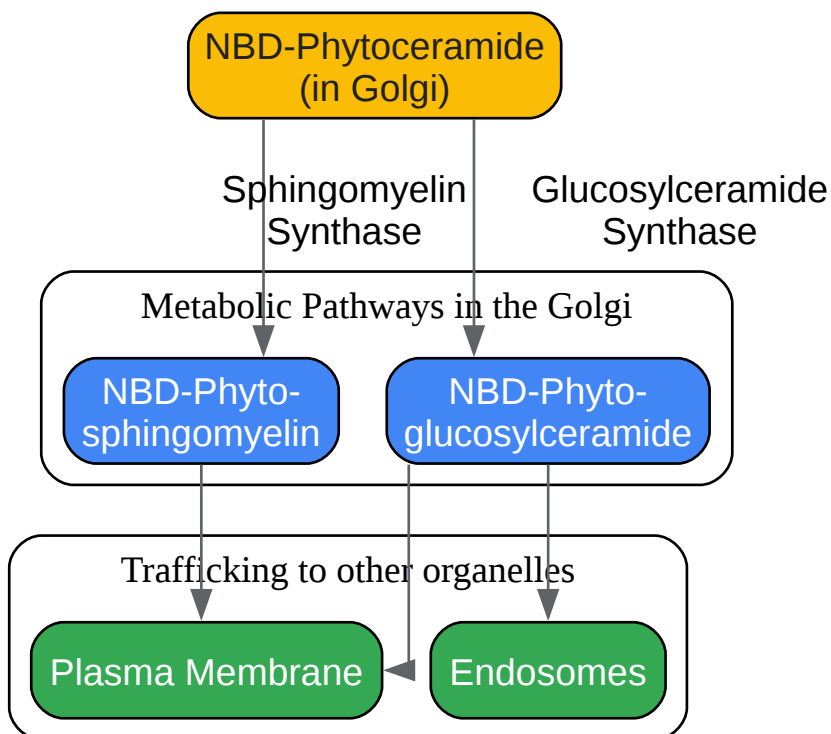 NBD-Phytoceramide
(in Golgi)
Sphingomyelin
Synthase
Glucosylceramide
Synthase
Metabolic Pathways in the Golgi
NBD-Phyto-
sphingomyelin
NBD-Phyto-
glucosylceramide
Trafficking to other organelles
Plasma Membrane
Endosomes